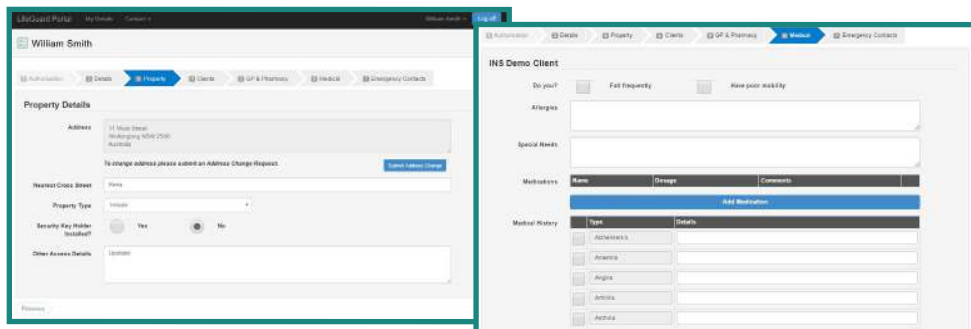 LifeGuard Portal My Details Contact William Smith Log off
William Smith
Authorisation Details Property Clients GP & Pharmacy Medical Emergency Contacts
Property Details
Address
Wollongong NSW 2500
Australia
To change address please submit an Address Change Request.
Submit Address Change
Nearest Cross Street
Property Type
Security Key Holder Yes No
Installed?
Other Access Details
Previous
Authorisation Details Property Clients GP & Pharmacy Medical Emergency Contacts
INS Demo Client
Do you? Fall frequently Have poor mobility
Allergies
Special Needs
Medications Name Dosage Comments
Add Medication
Medical History Type Details
Alzheimer's
Anaemia
Angina
Arthritis
Asthma